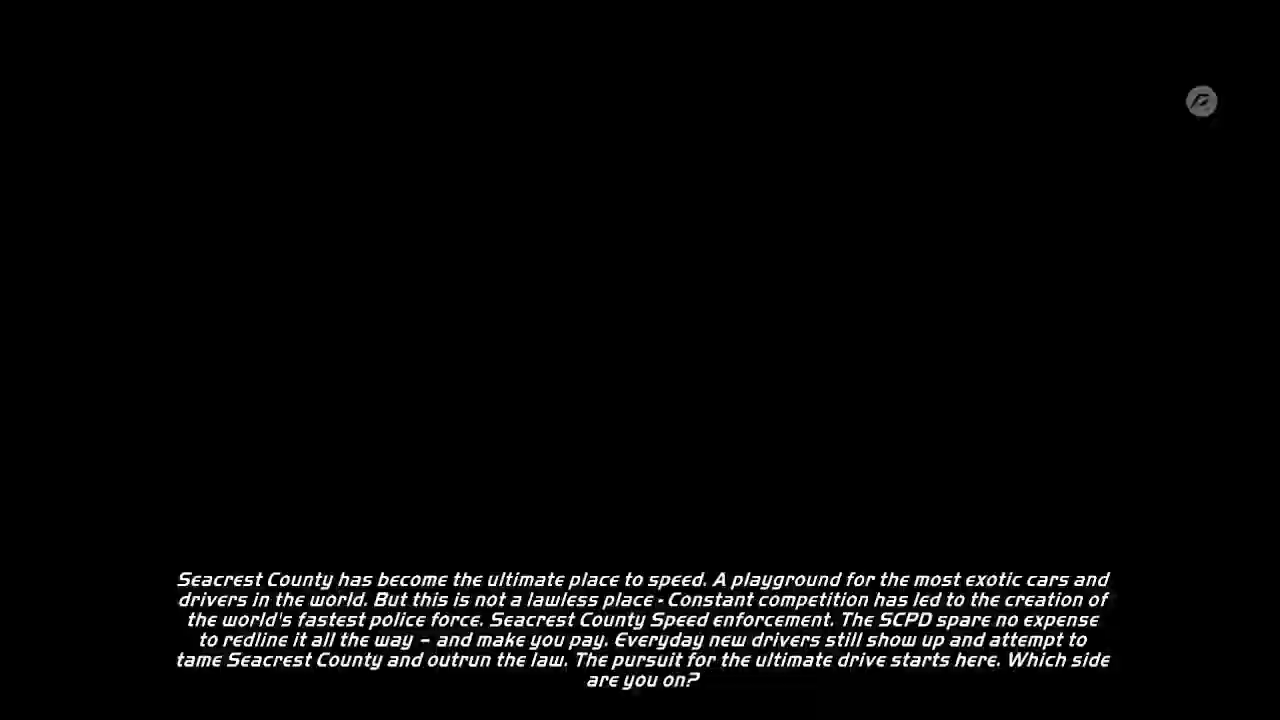 Seacrest County has become the ultimate place to speed. A playground for the most exotic cars and
drivers in the world. But this is not a lawless place - Constant competition has led to the creation of
the world's fastest police force. Seacrest County Speed enforcement. The SCPD spare no expense
to redline it all the way – and make you pay. Everyday new drivers still show up and attempt to
tame Seacrest County and outrun the law. The pursuit for the ultimate drive starts here. Which side
are you on?